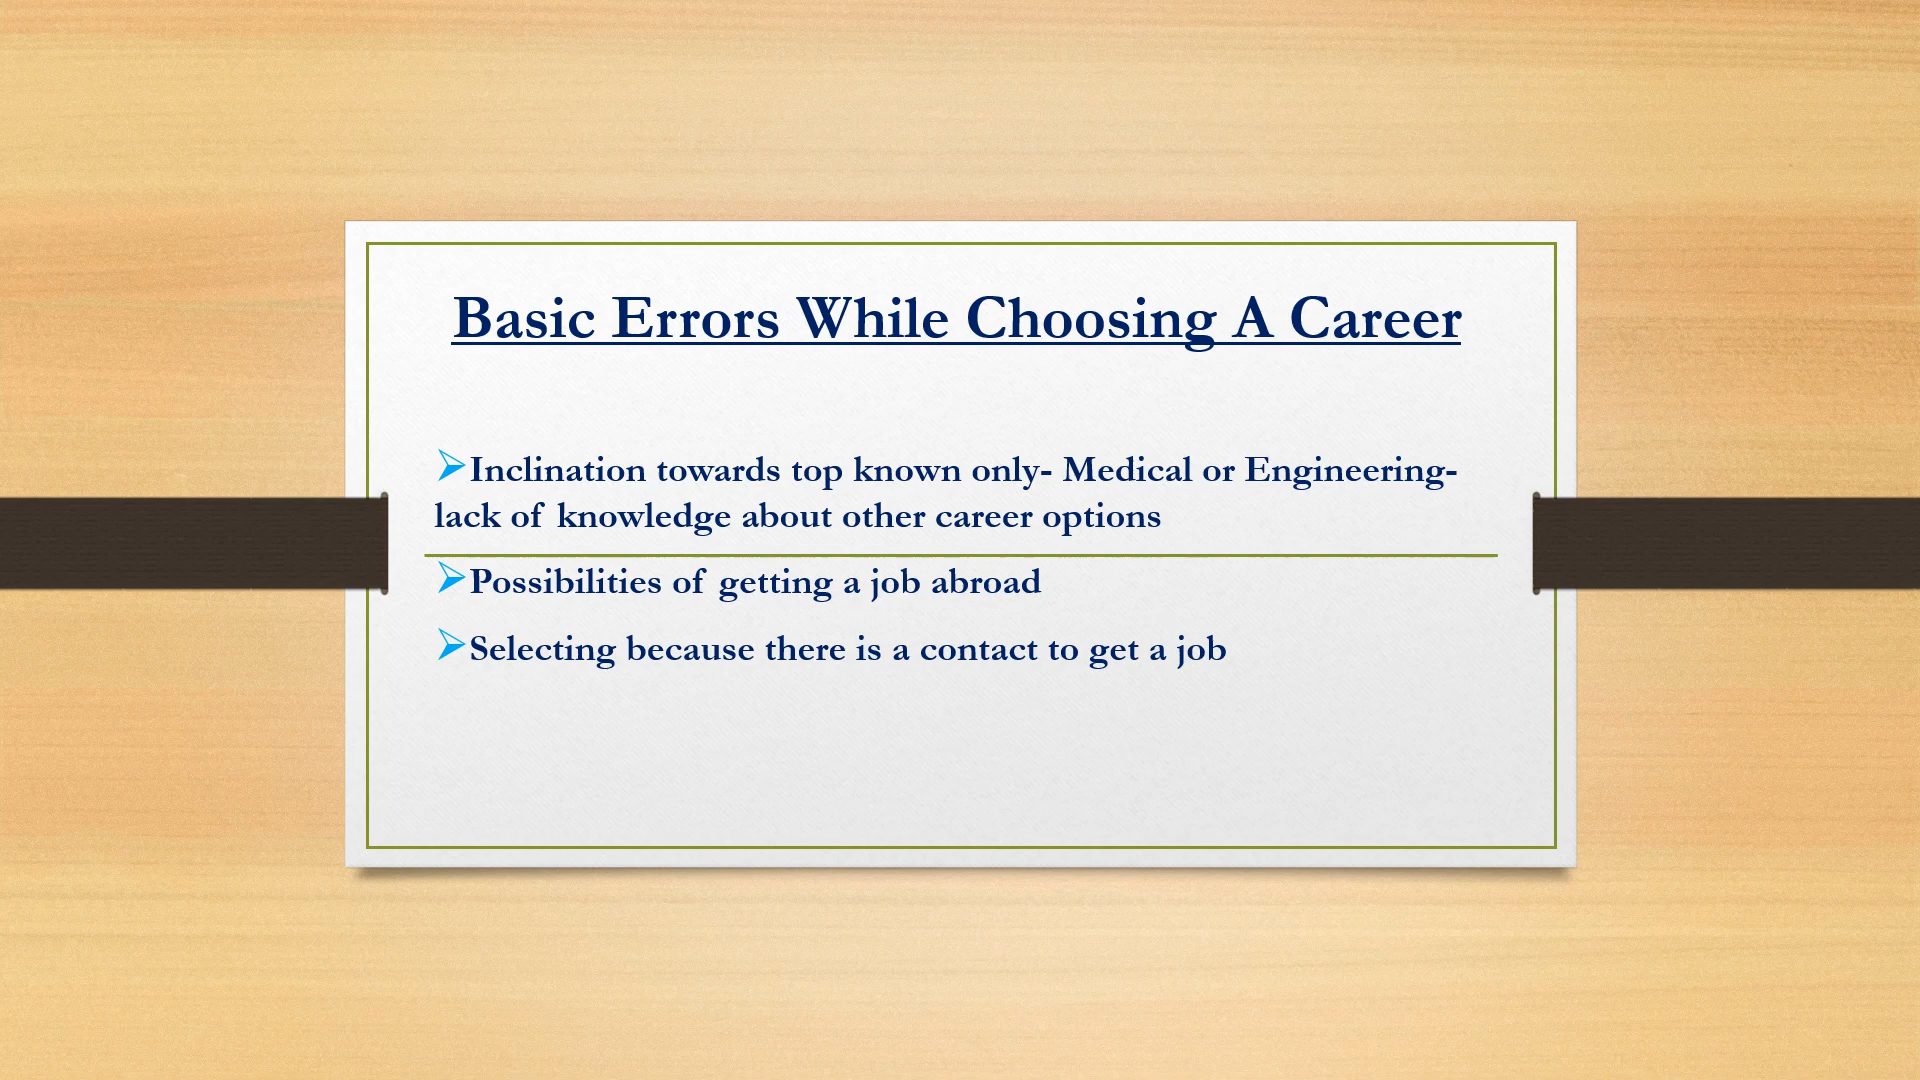 Basic Errors While Choosing A Career
➢Inclination towards top known only- Medical or Engineering-
lack of knowledge about other career options
➢Possibilities of getting a job abroad
➢Selecting because there is a contact to get a job